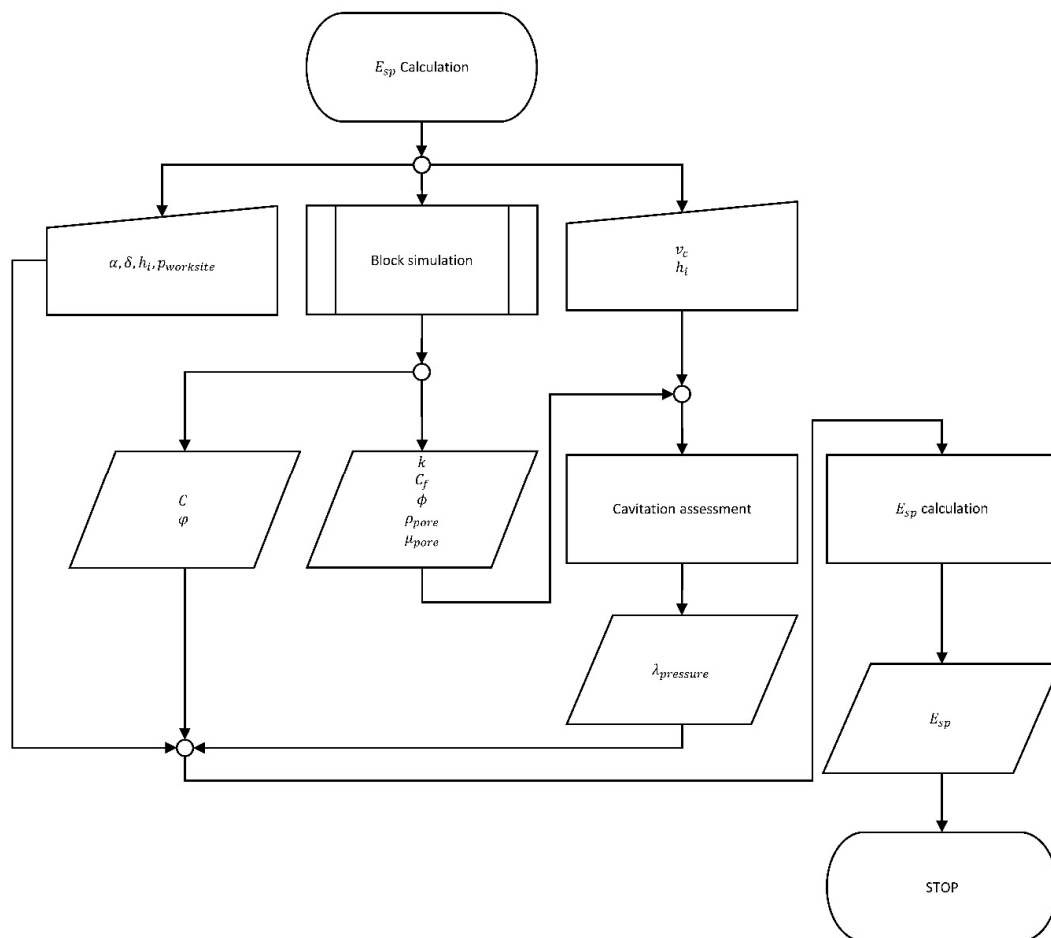 E_sp Calculation
α, δ, h_i, p_worksite
Block simulation
v_c
h_i
C
φ
k
C_f
ϕ
ρ_pore
μ_pore
Cavitation assessment
E_sp calculation
λ_pressure
E_sp
STOP